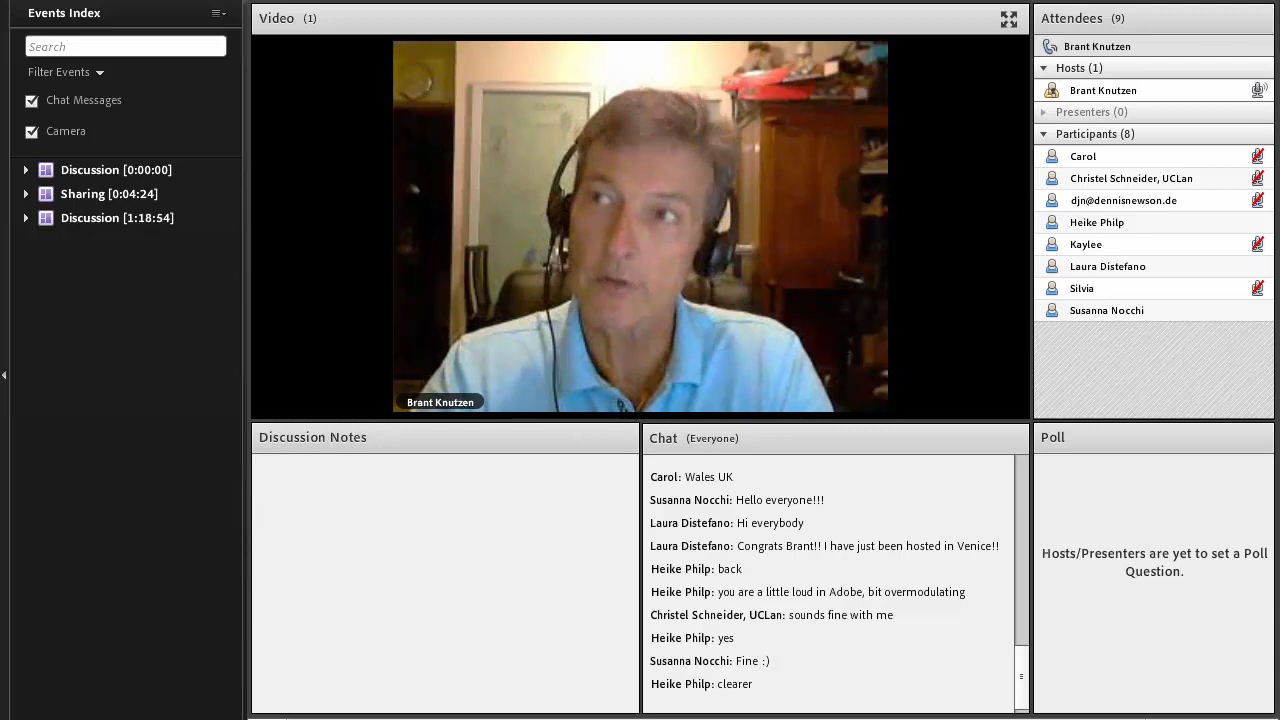 Events Index
Search
Filter Events
Chat Messages
Camera
Discussion [0:00:00]
Sharing [0:04:24]
Discussion [1:18:54]
Video (1)
Brant Knutzen
Attendees (9)
Brant Knutzen
Hosts (1)
Brant Knutzen
Presenters (0)
Participants (8)
Carol
Christel Schneider, UCLan
djn@dennisnewson.de
Heike Philp
Kaylee
Laura Distefano
Silvia
Susanna Nocchi
Discussion Notes
Chat (Everyone)
Carol: Wales UK
Susanna Nocchi: Hello everyone!!!
Laura Distefano: Hi everybody
Laura Distefano: Congrats Brant!! I have just been hosted in Venice!!
Heike Philp: back
Heike Philp: you are a little loud in Adobe, bit overmodulating
Christel Schneider, UCLan: sounds fine with me
Heike Philp: yes
Susanna Nocchi: Fine :)
Heike Philp: clearer
Poll
Hosts/Presenters are yet to set a Poll
Question.